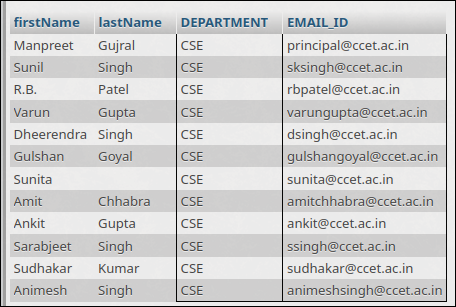 firstName lastName DEPARTMENT EMAIL_ID
Manpreet Gujral CSE principal@ccet.ac.in
Sunil Singh CSE sksingh@ccet.ac.in
R.B. Patel CSE rbpatel@ccet.ac.in
Varun Gupta CSE varungupta@ccet.ac.in
Dheerendra Singh CSE dsingh@ccet.ac.in
Gulshan Goyal CSE gulshangoyal@ccet.ac.in
Sunita CSE sunita@ccet.ac.in
Amit Chhabra CSE amitchhabra@ccet.ac.in
Ankit Gupta CSE ankit@ccet.ac.in
Sarabjeet Singh CSE ssingh@ccet.ac.in
Sudhakar Kumar CSE sudhakar@ccet.ac.in
Animesh Singh CSE animeshsingh@ccet.ac.in